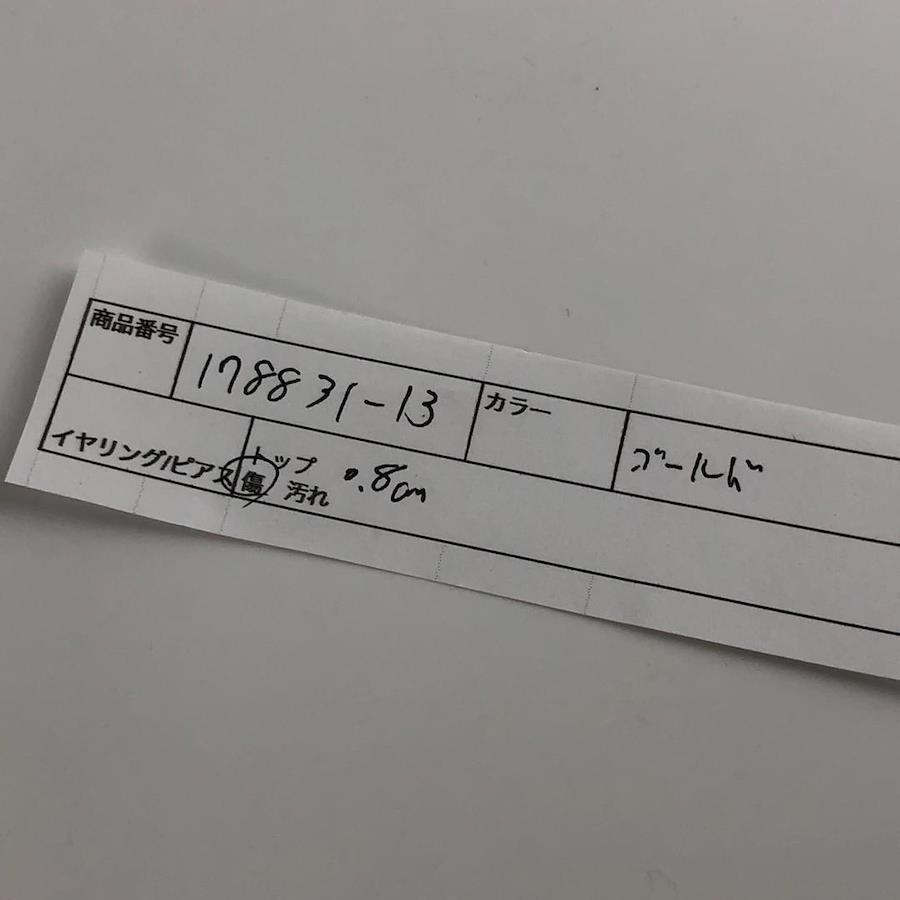 商品番号 178831-13 カラー ゴールド
イヤリング/ピアス トップ 0.8cm
傷 汚れ